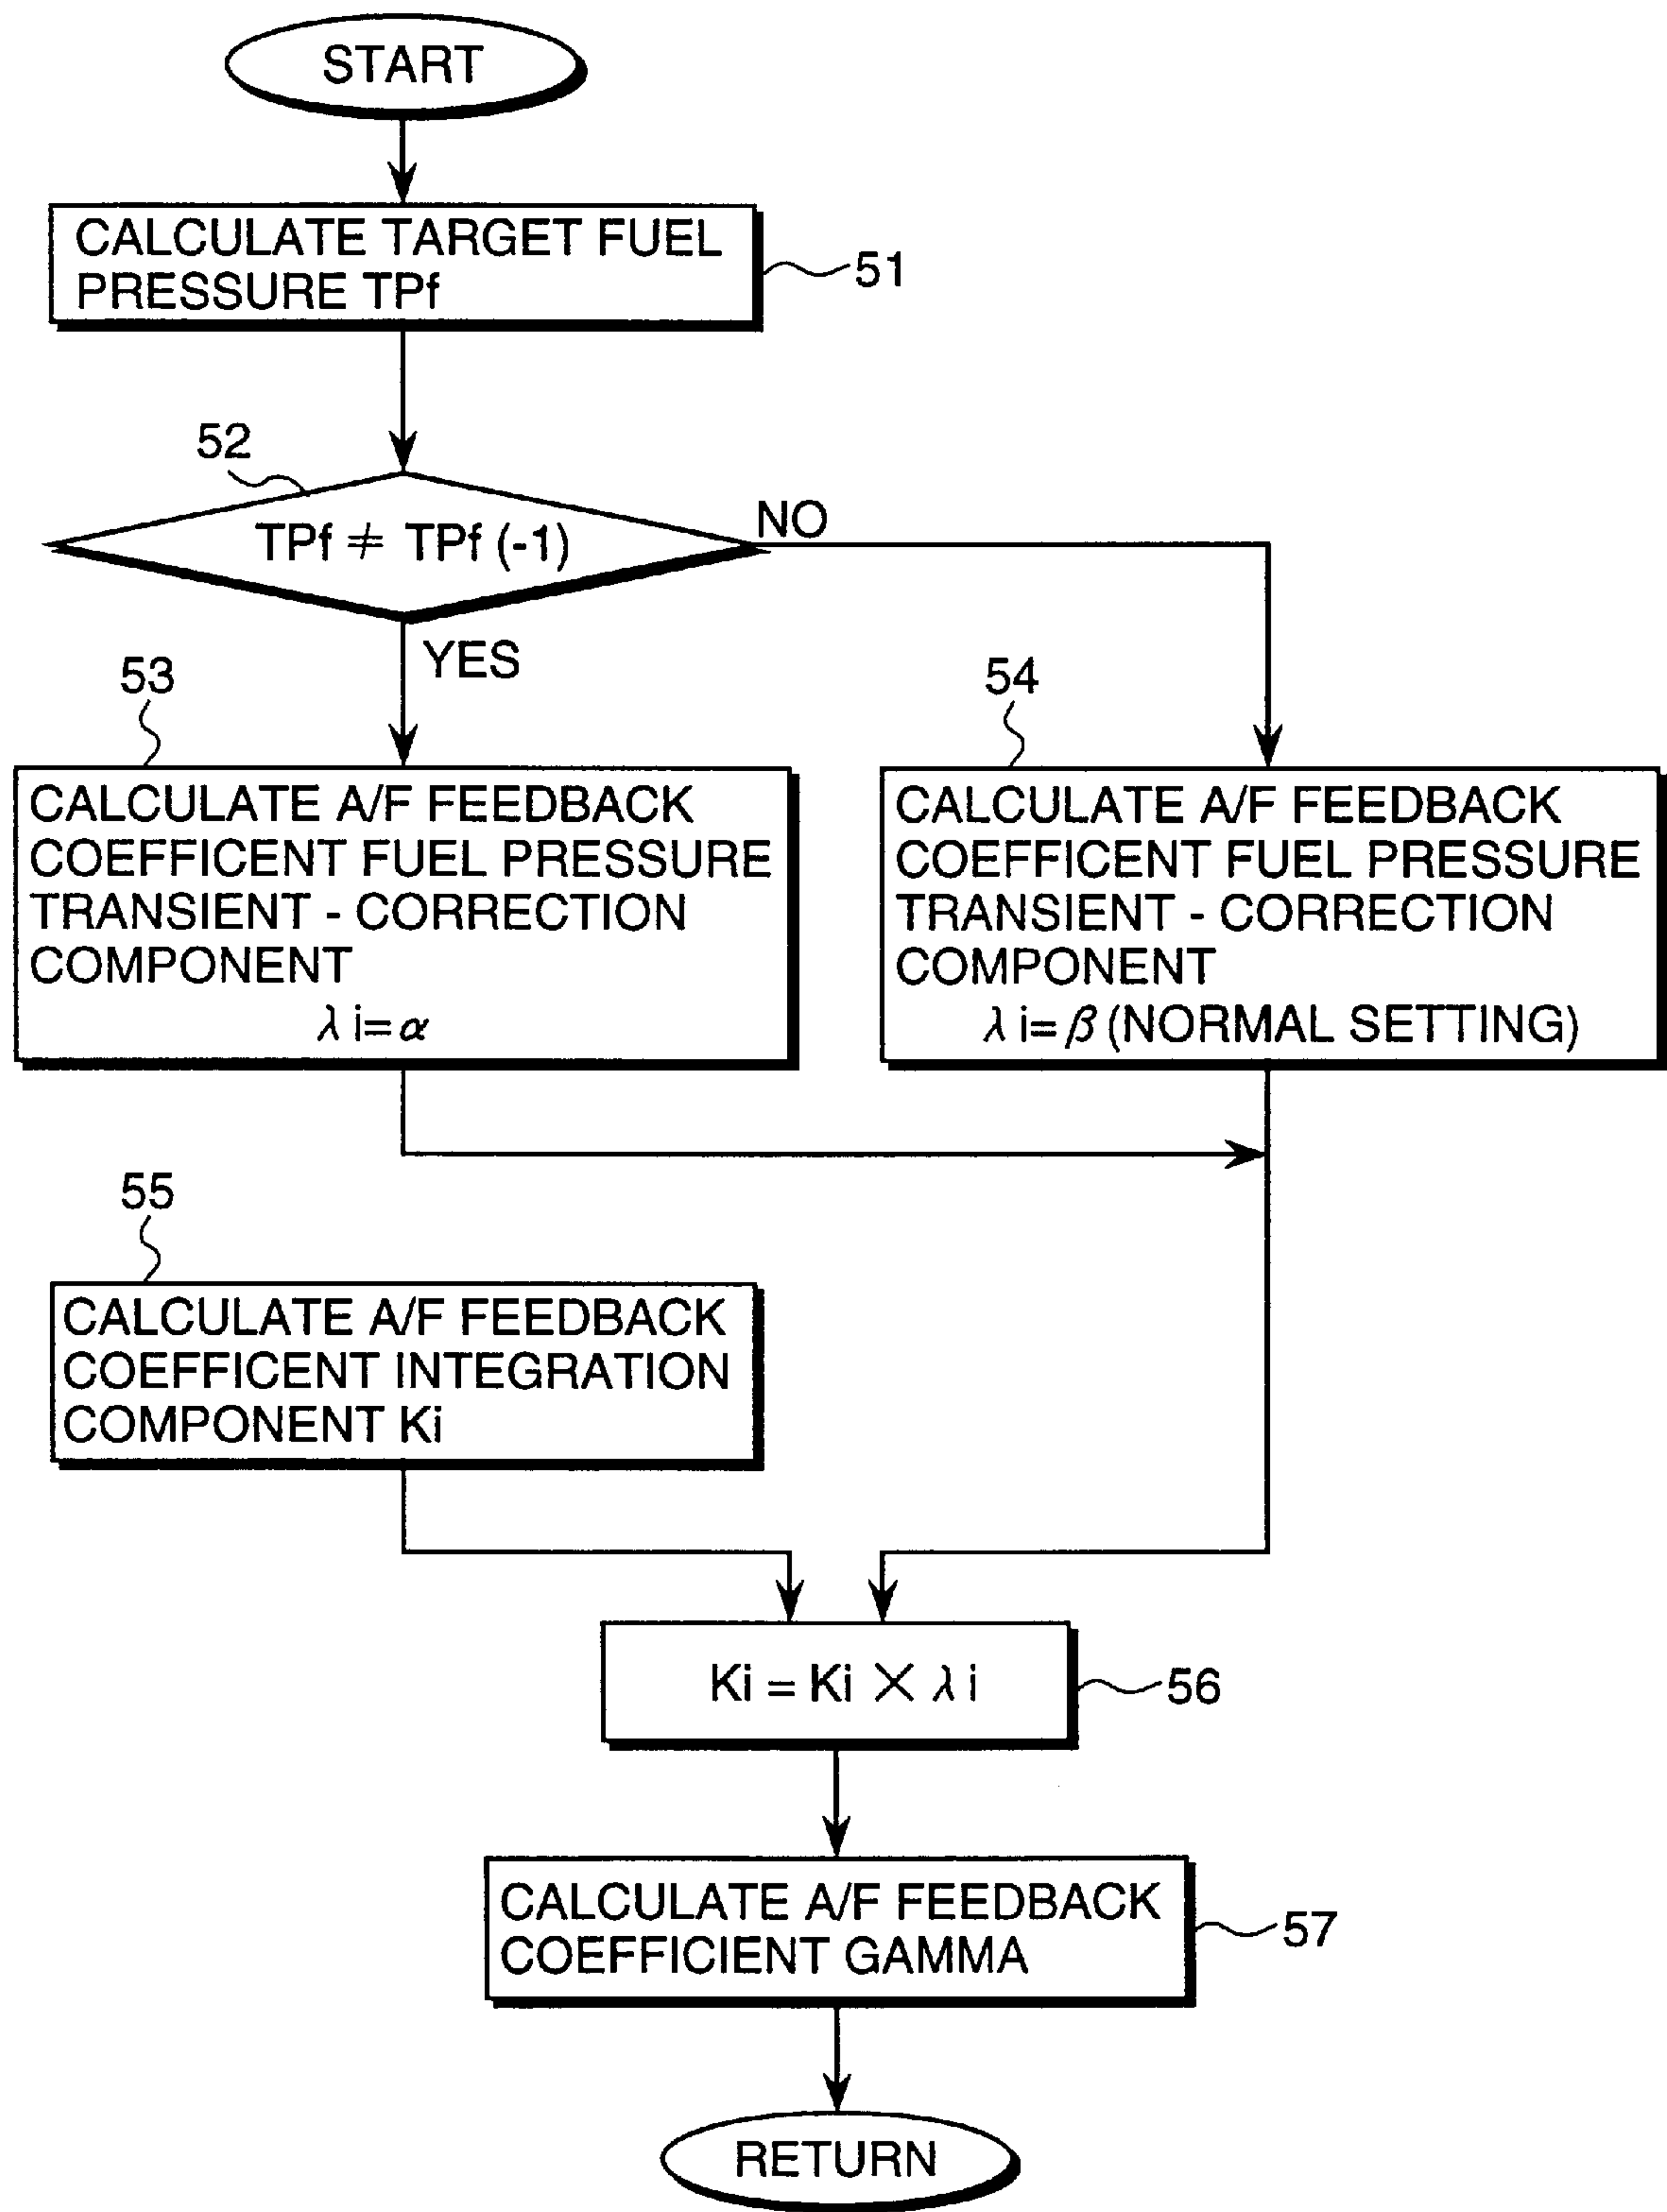 START
CALCULATE TARGET FUEL
PRESSURE TPf
51
52
TPf ≠ TPf (-1)
NO
YES
53
CALCULATE A/F FEEDBACK
COEFFICENT FUEL PRESSURE
TRANSIENT - CORRECTION
COMPONENT
λ i=α
54
CALCULATE A/F FEEDBACK
COEFFICENT FUEL PRESSURE
TRANSIENT - CORRECTION
COMPONENT
λ i=β (NORMAL SETTING)
55
CALCULATE A/F FEEDBACK
COEFFICENT INTEGRATION
COMPONENT Ki
Ki = Ki × λ i
56
CALCULATE A/F FEEDBACK
COEFFICIENT GAMMA
57
RETURN